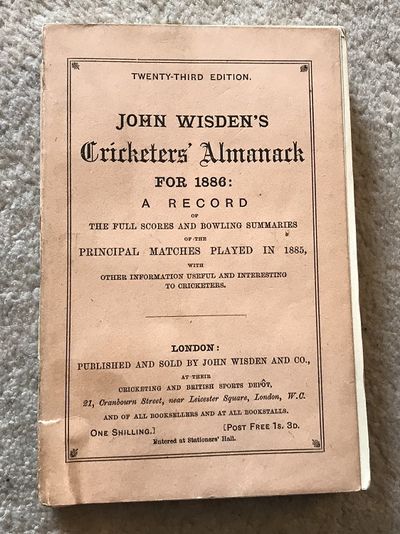 TWENTY-THIRD EDITION.
JOHN WISDEN'S
Cricketers' Almanack
FOR 1886:
A RECORD
OF
THE FULL SCORES AND BOWLING SUMMARIES
OF THE
PRINCIPAL MATCHES PLAYED IN 1885,
WITH
OTHER INFORMATION USEFUL AND INTERESTING
TO CRICKETERS.
LONDON:
PUBLISHED AND SOLD BY JOHN WISDEN AND CO.,
AT THEIR
CRICKETING AND BRITISH SPORTS DEPÔT,
21, Cranbourn Street, near Leicester Square, London, W.C.
AND OF ALL BOOKSELLERS AND AT ALL BOOKSTALLS.
ONE SHILLING.] [POST FREE 1s. 3D.
Entered at Stationers' Hall.